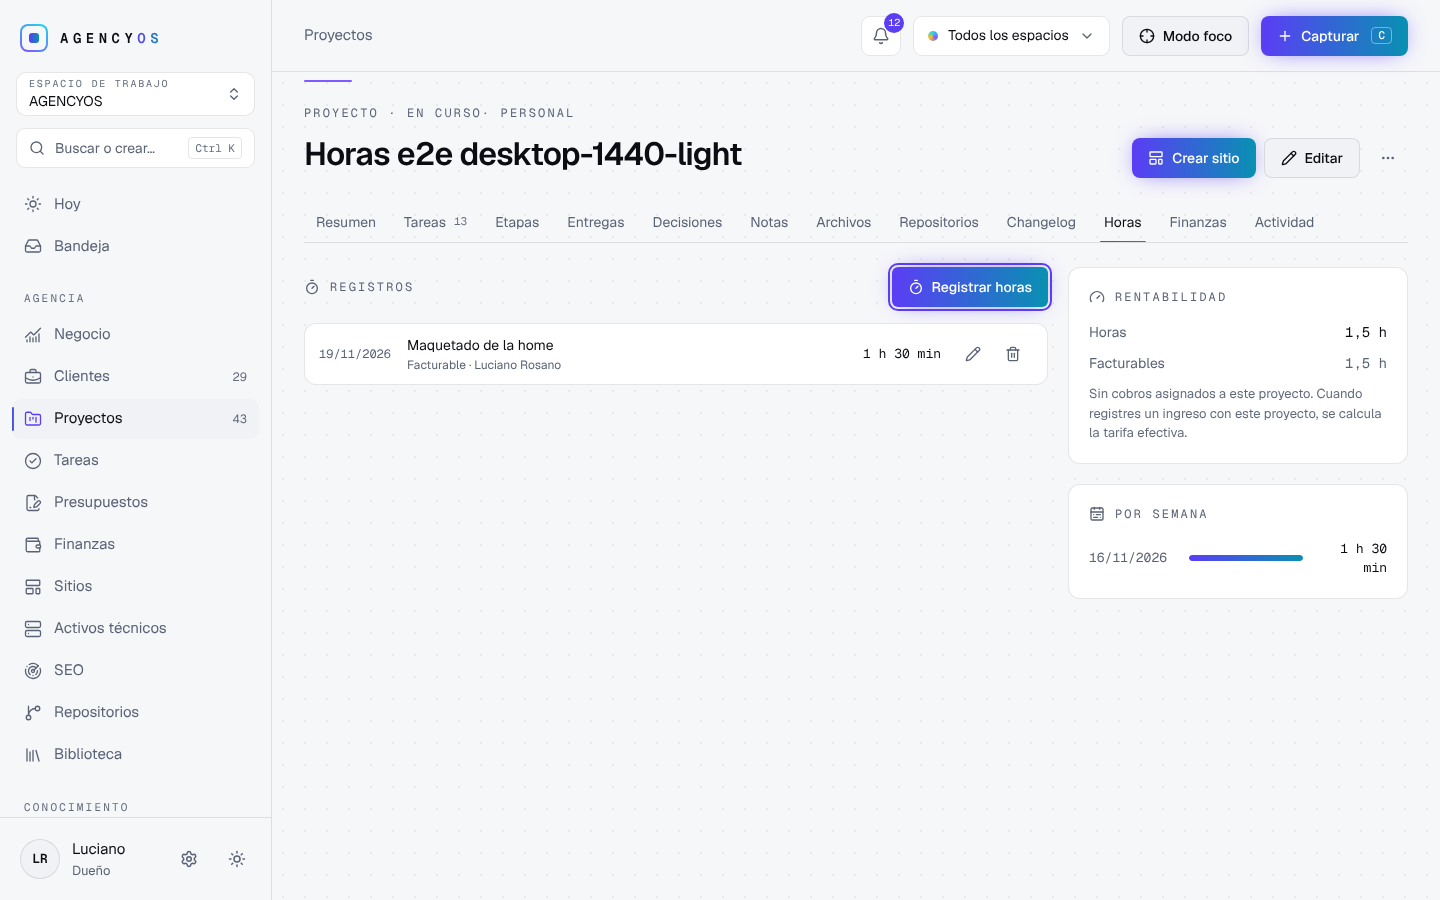 AGENCYOS
ESPACIO DE TRABAJO
AGENCYOS
Buscar o crear...
Ctrl K
Hoy
Bandeja
AGENCIA
Negocio
Clientes 29
Proyectos 43
Tareas
Presupuestos
Finanzas
Sitios
Activos técnicos
SEO
Repositorios
Biblioteca
CONOCIMIENTO
LR
Luciano
Dueño
Proyectos
12
Todos los espacios
Modo foco
Capturar C
PROYECTO · EN CURSO· PERSONAL
Horas e2e desktop-1440-light
Crear sitio
Editar
Resumen Tareas 13 Etapas Entregas Decisiones Notas Archivos Repositorios Changelog Horas Finanzas Actividad
REGISTROS
Registrar horas
19/11/2026
Maquetado de la home
Facturable · Luciano Rosano
1 h 30 min
RENTABILIDAD
Horas 1,5 h
Facturables 1,5 h
Sin cobros asignados a este proyecto. Cuando
registres un ingreso con este proyecto, se calcula
la tarifa efectiva.
POR SEMANA
16/11/2026
1 h 30
min